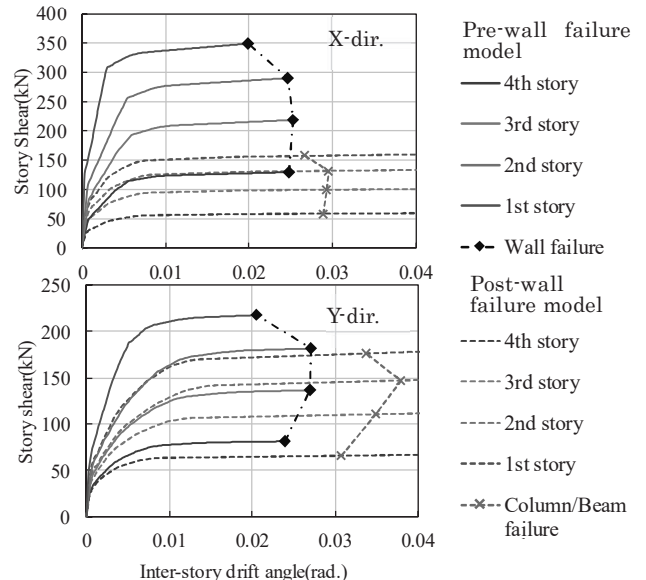 400
350
300
250
200
150
100
50
0
Story Shear(kN)
X-dir.
0
0.01
0.02
0.03
0.04
250
200
150
100
50
0
Story shear(kN)
Y-dir.
0
0.01
0.02
0.03
0.04
Inter-story drift angle(rad.)
Pre-wall failure
model
4th story
3rd story
2nd story
1st story
Wall failure
Post-wall
failure model
4th story
3rd story
2nd story
1st story
Column/Beam
failure